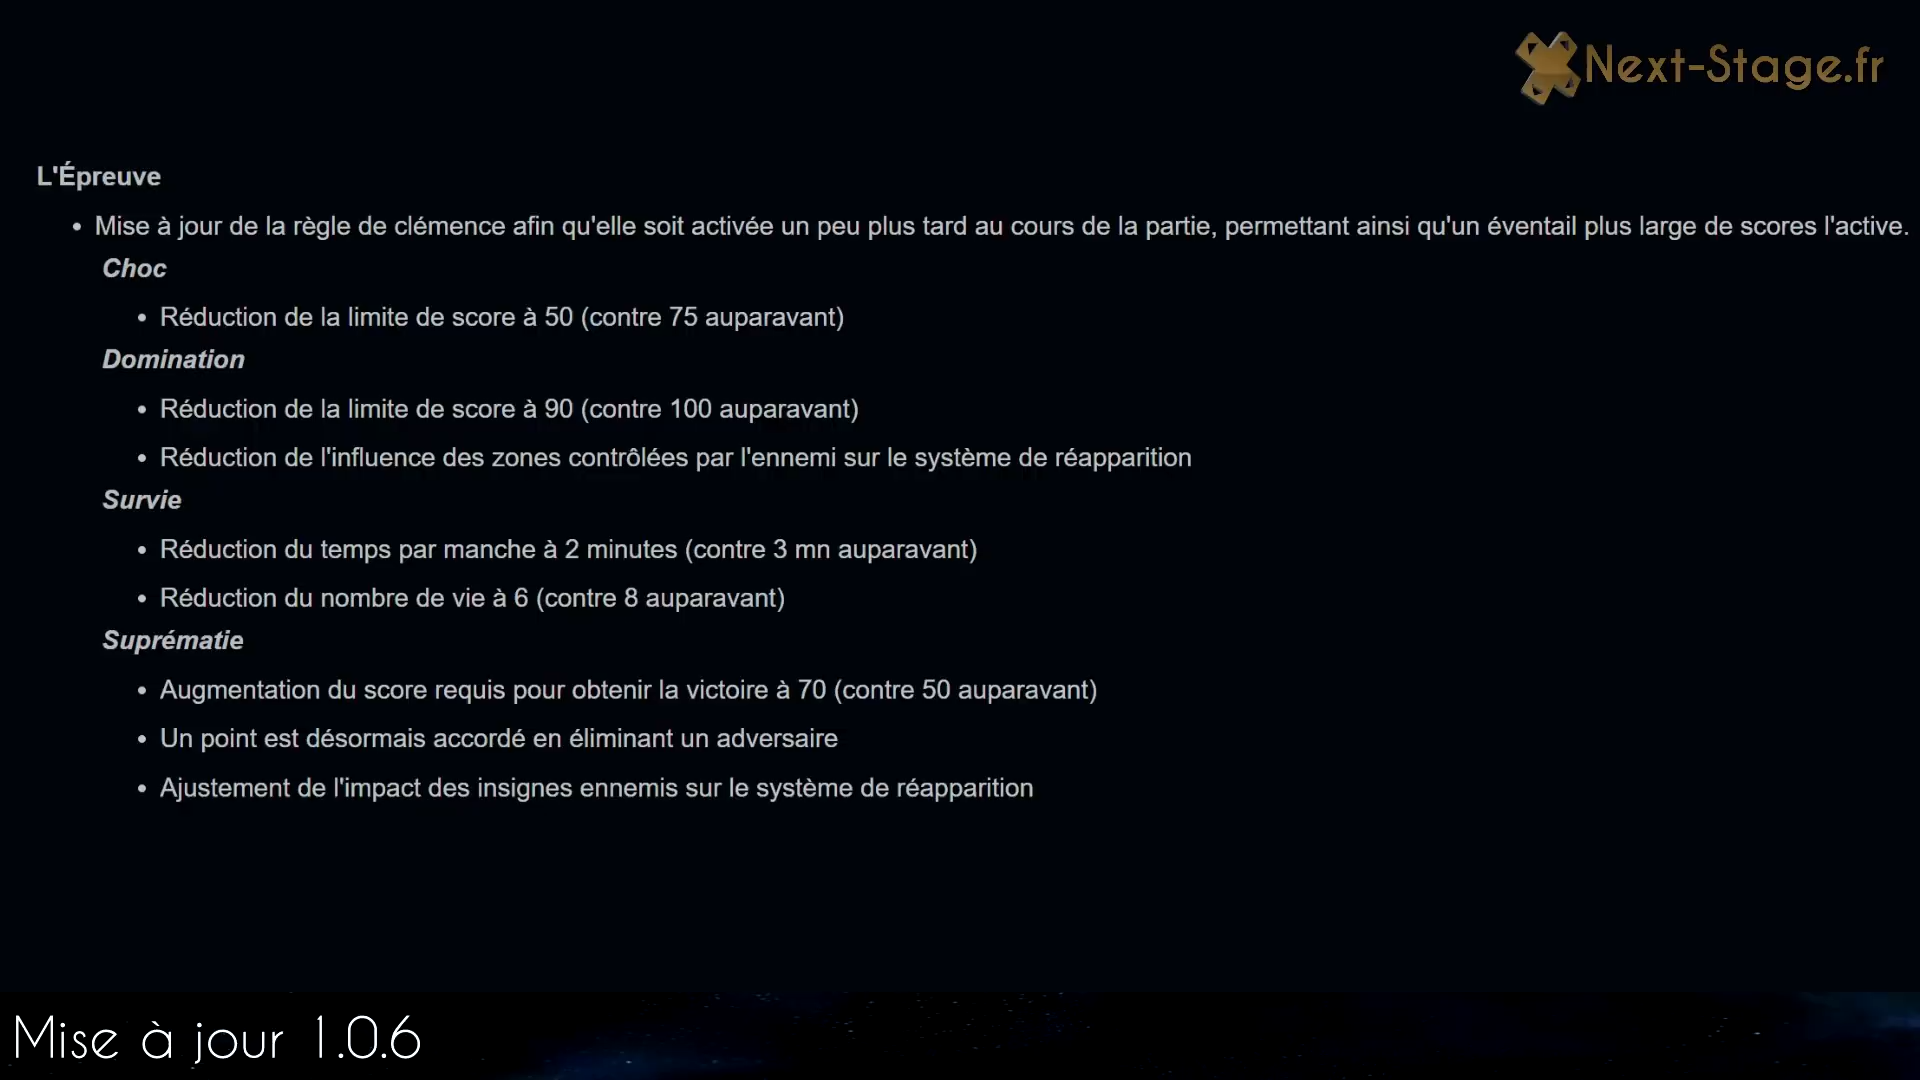 Next-Stage.fr
L'Épreuve
• Mise à jour de la règle de clémence afin qu'elle soit activée un peu plus tard au cours de la partie, permettant ainsi qu'un éventail plus large de scores l'active.
Choc
• Réduction de la limite de score à 50 (contre 75 auparavant)
Domination
• Réduction de la limite de score à 90 (contre 100 auparavant)
• Réduction de l'influence des zones contrôlées par l'ennemi sur le système de réapparition
Survie
• Réduction du temps par manche à 2 minutes (contre 3 mn auparavant)
• Réduction du nombre de vie à 6 (contre 8 auparavant)
Suprématie
• Augmentation du score requis pour obtenir la victoire à 70 (contre 50 auparavant)
• Un point est désormais accordé en éliminant un adversaire
• Ajustement de l'impact des insignes ennemis sur le système de réapparition
Mise à jour 1.0.6